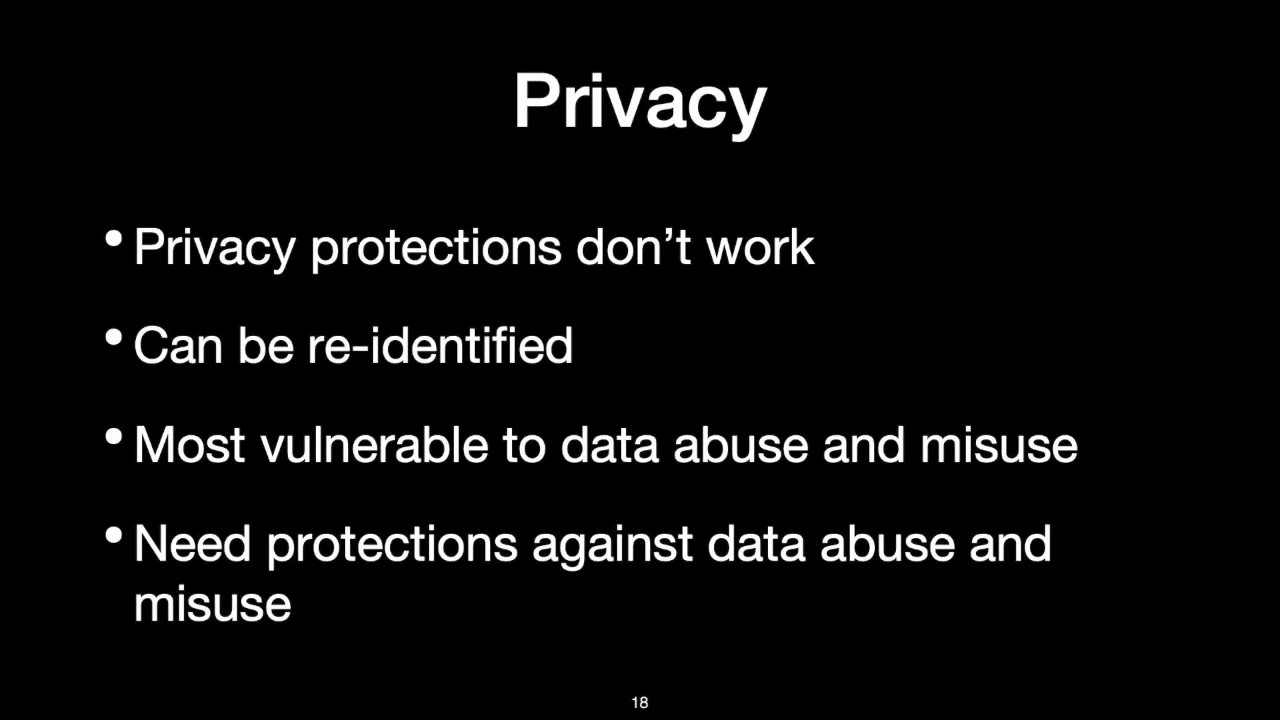 Privacy
• Privacy protections don’t work
• Can be re-identified
• Most vulnerable to data abuse and misuse
• Need protections against data abuse and
misuse
18